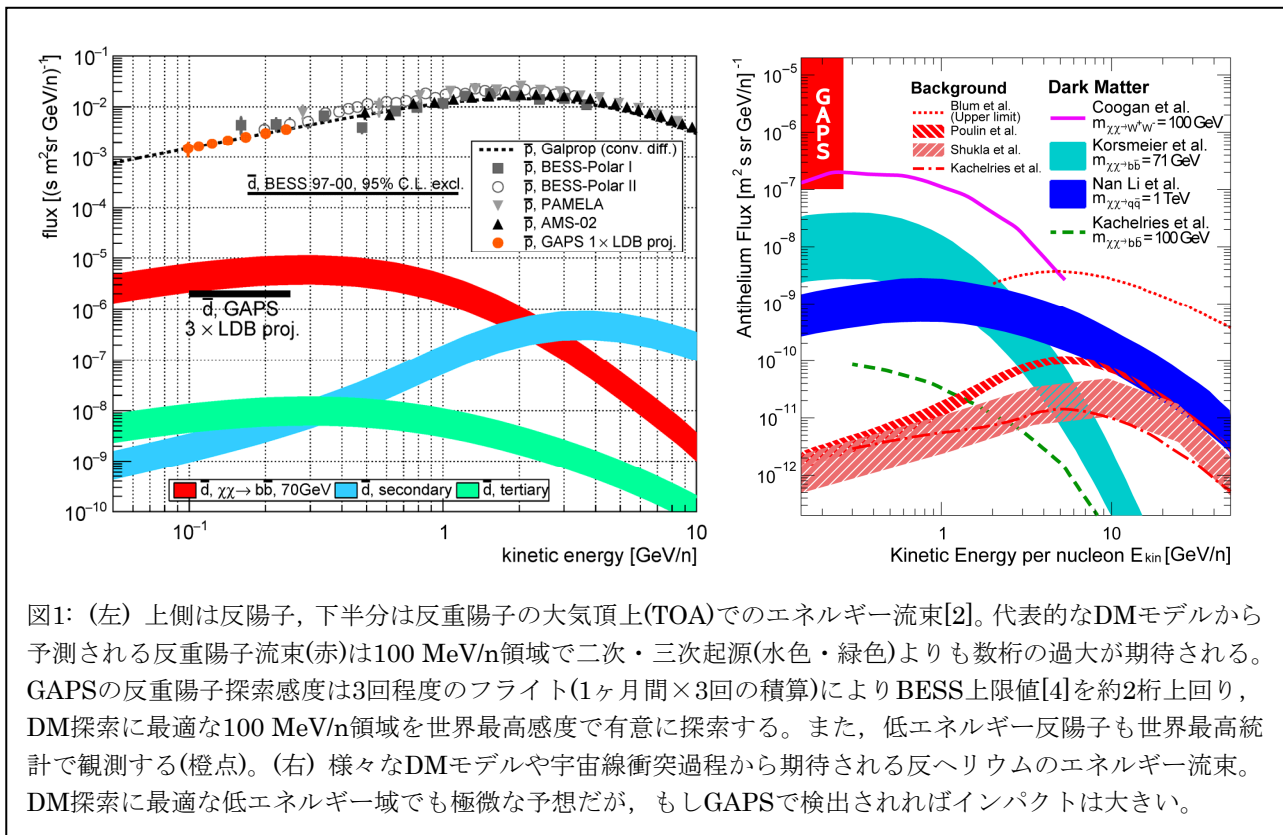 flux [(s m²sr GeV/n)⁻¹]
10⁻¹
10⁻²
10⁻³
10⁻⁴
10⁻⁵
10⁻⁶
10⁻⁷
10⁻⁸
10⁻⁹
10⁻¹⁰
d̅, BESS 97-00, 95% C.L. excl.
p̅, Galprop (conv. diff.)
p̅, BESS-Polar I
p̅, BESS-Polar II
p̅, PAMELA
p̅, AMS-02
p̅, GAPS 1×LDB proj.
d̅, GAPS
3 × LDB proj.
d̅, χχ→ bb̅, 70GeV
d̅, secondary
d̅, tertiary
10⁻¹
1
10
kinetic energy [GeV/n]
Antihelium Flux [m² s sr GeV/n]⁻¹
10⁻⁵
10⁻⁶
10⁻⁷
10⁻⁸
10⁻⁹
10⁻¹⁰
10⁻¹¹
10⁻¹²
GAPS
Background
Blum et al.
(Upper limit)
Poulin et al.
Shukla et al.
Kachelries et al.
Dark Matter
Coogan et al.
m χχ→W⁺W⁻ = 100 GeV
Korsmeier et al.
m χχ→bb̅ = 71 GeV
Nan Li et al.
m χχ→qq̅ = 1 TeV
Kachelries et al.
m χχ→bb̅ = 100 GeV
1
10
Kinetic Energy per nucleon Ekin [GeV/n]
図1: (左) 上側は反陽子, 下半分は反重陽子の大気頂上(TOA)でのエネルギー流束[2]。代表的なDMモデルから
予測される反重陽子流束(赤)は100 MeV/n領域で二次・三次起源(水色・緑色)よりも数桁の過大が期待される。
GAPSの反重陽子探索感度は3回程度のフライト(1ヶ月間×3回の積算)によりBESS上限値[4]を約2桁上回り,
DM探索に最適な100 MeV/n領域を世界最高感度で有意に探索する。また, 低エネルギー反陽子も世界最高統
計で観測する(橙点)。(右) 様々なDMモデルや宇宙線衝突過程から期待される反ヘリウムのエネルギー流束。
DM探索に最適な低エネルギー域でも極微な予想だが, もしGAPSで検出されればインパクトは大きい。